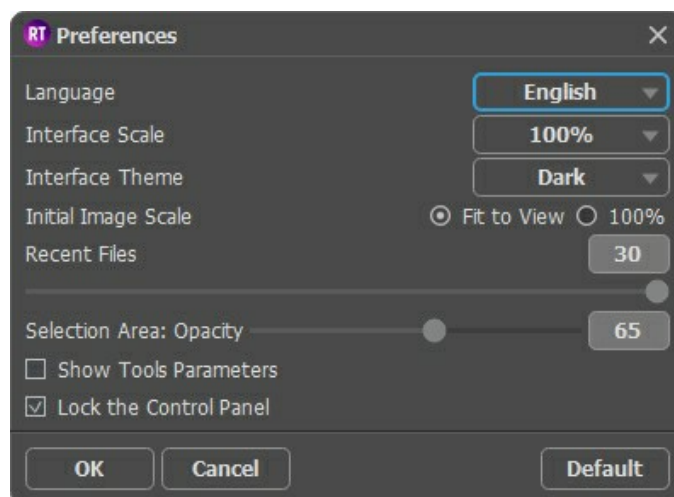 RT Preferences
Language English
Interface Scale 100%
Interface Theme Dark
Initial Image Scale Fit to View 100%
Recent Files 30
Selection Area: Opacity 65
Show Tools Parameters
Lock the Control Panel
OK Cancel Default